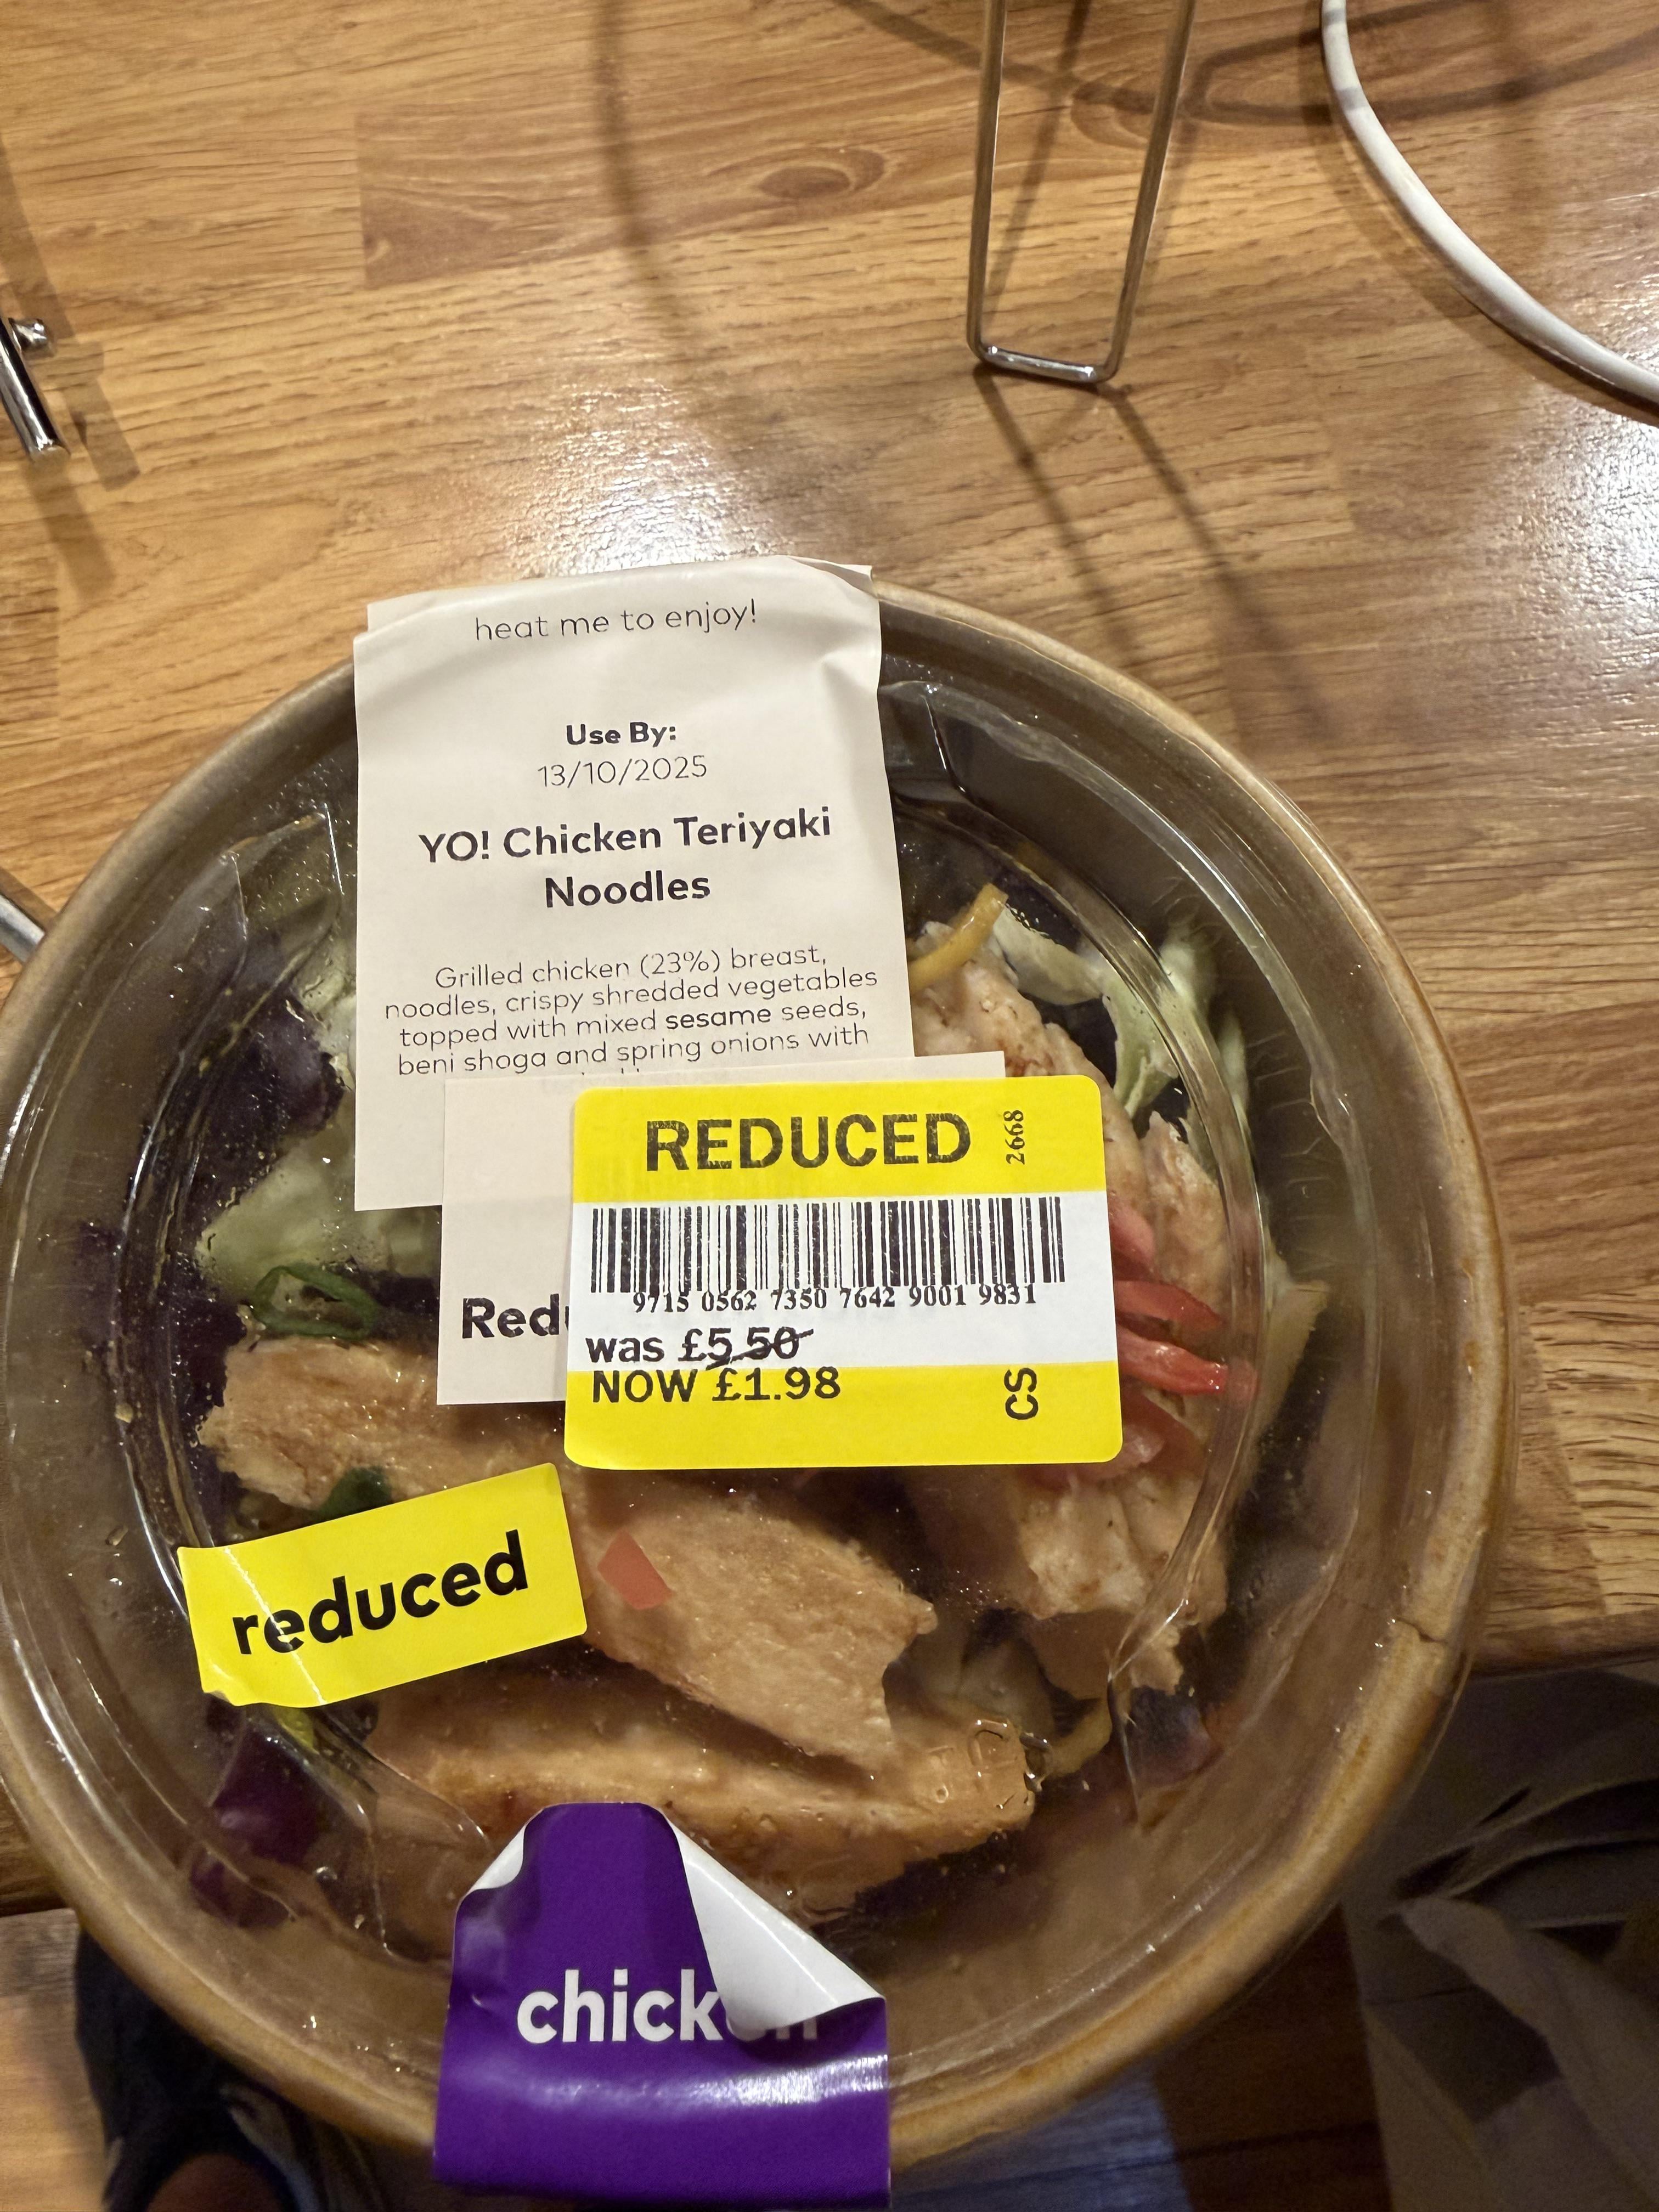 heat me to enjoy!
Use By:
13/10/2025
YO! Chicken Teriyaki
Noodles
Grilled chicken (23%) breast,
noodles, crispy shredded vegetables
topped with mixed sesame seeds,
beni shoga and spring onions with
REDUCED
2668
9715 0562 7350 7642 9001 9831
Redu
was £5.50
NOW £1.98
CS
reduced
chicken